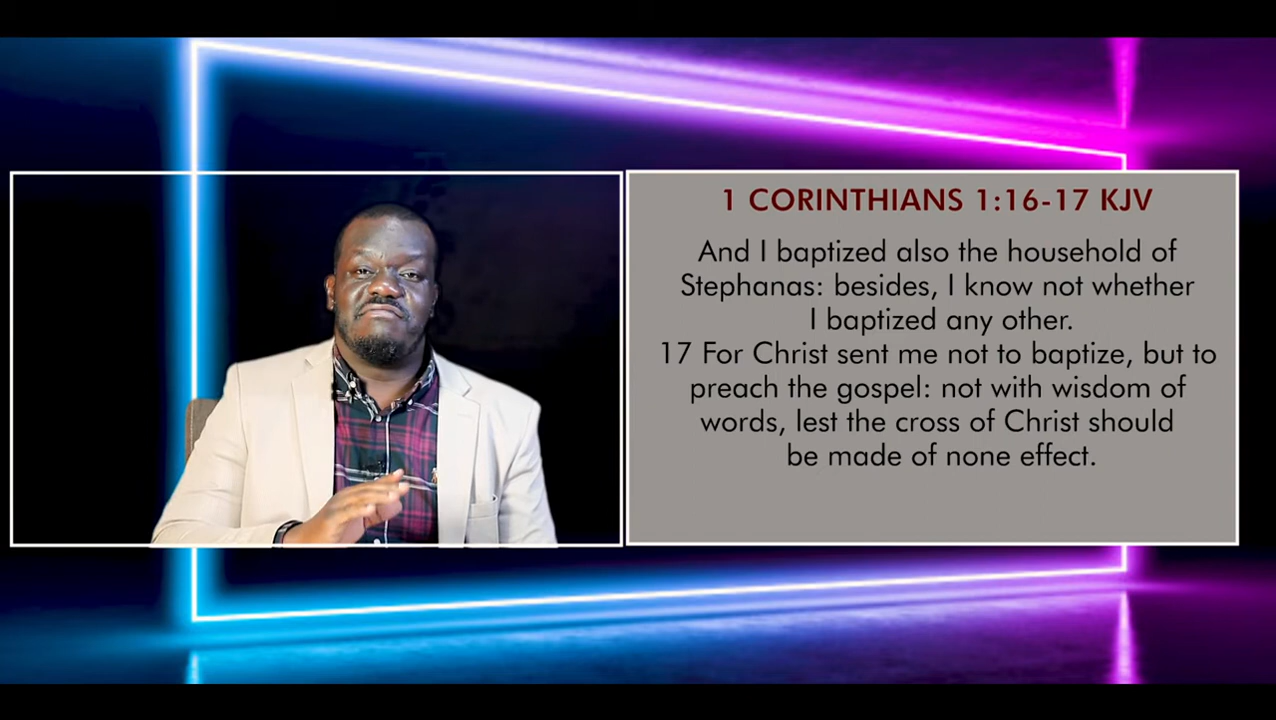 1 CORINTHIANS 1:16-17 KJV
And I baptized also the household of
Stephanas: besides, I know not whether
I baptized any other.
17 For Christ sent me not to baptize, but to
preach the gospel: not with wisdom of
words, lest the cross of Christ should
be made of none effect.